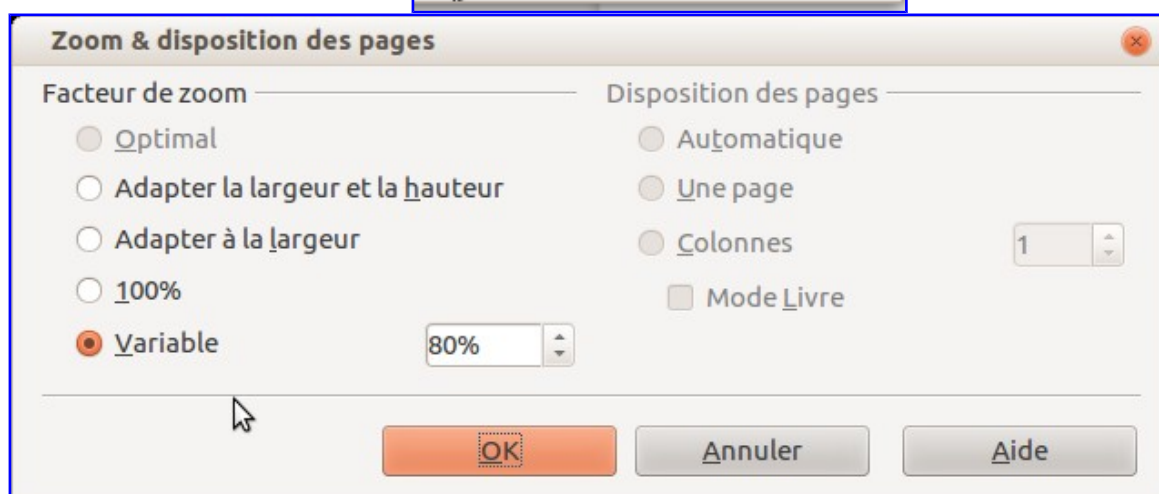 Zoom & disposition des pages
Facteur de zoom
Optimal
Adapter la largeur et la hauteur
Adapter à la largeur
100%
Variable 80%
Disposition des pages
Automatique
Une page
Colonnes 1
Mode Livre
OK Annuler Aide